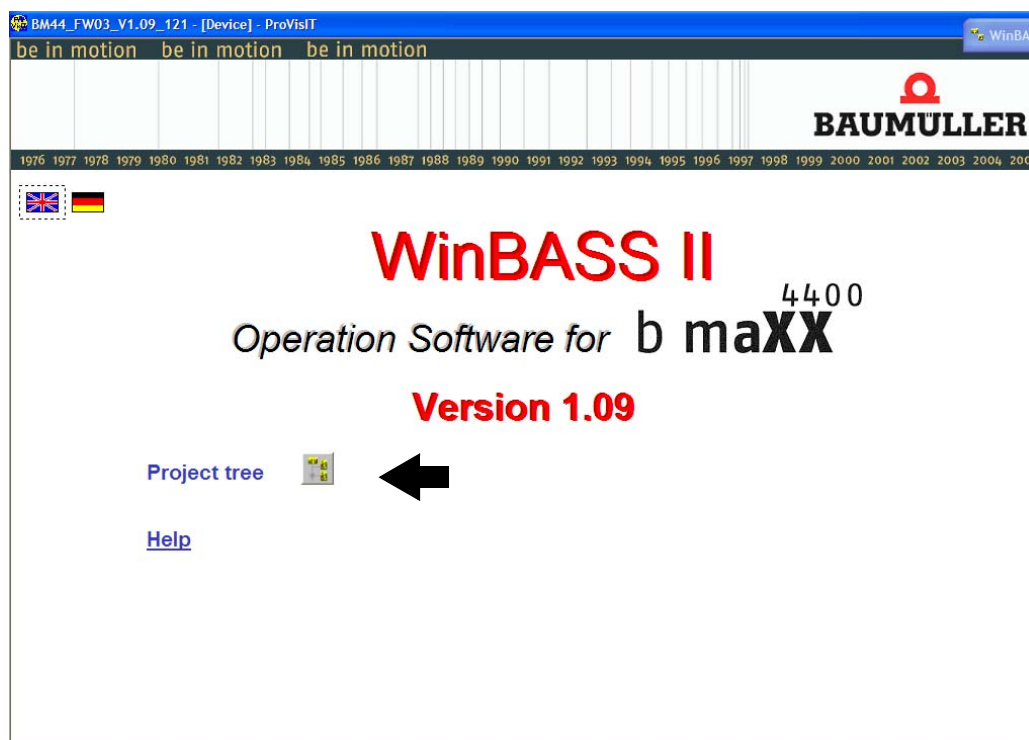 BM44_FW03_V1.09_121 - [Device] - ProVisIT
WinBA
be in motion be in motion be in motion
BAUMÜLLER
1976 1977 1978 1979 1980 1981 1982 1983 1984 1985 1986 1987 1988 1989 1990 1991 1992 1993 1994 1995 1996 1997 1998 1999 2000 2001 2002 2003 2004 200
WinBASS II
4400
Operation Software for b maXX
Version 1.09
Project tree
Help